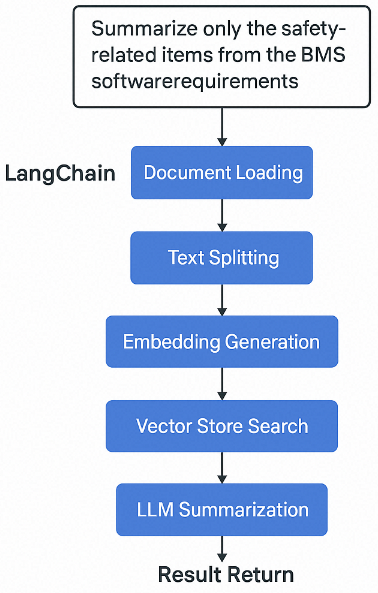 Summarize only the safety-
related items from the BMS
softwarerequirements
LangChain
Document Loading
Text Splitting
Embedding Generation
Vector Store Search
LLM Summarization
Result Return